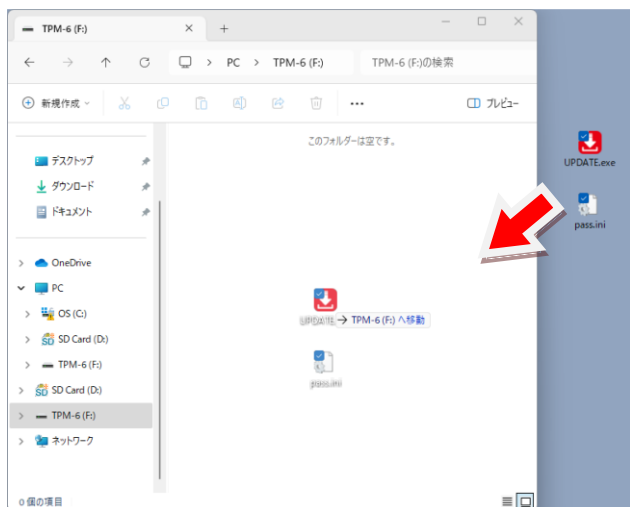 TPM-6 (F:)
PC > TPM-6 (F:)
TPM-6 (F:)の検索
新規作成
プレビュー
このフォルダーは空です。
デスクトップ
ダウンロード
ドキュメント
OneDrive
PC
OS (C:)
SD Card (D:)
TPM-6 (F:)
SD Card (D:)
TPM-6 (F:)
ネットワーク
UPDATE.
→ TPM-6 (F:) へ移動
pass.ini
UPDATE.exe
pass.ini
0 個の項目